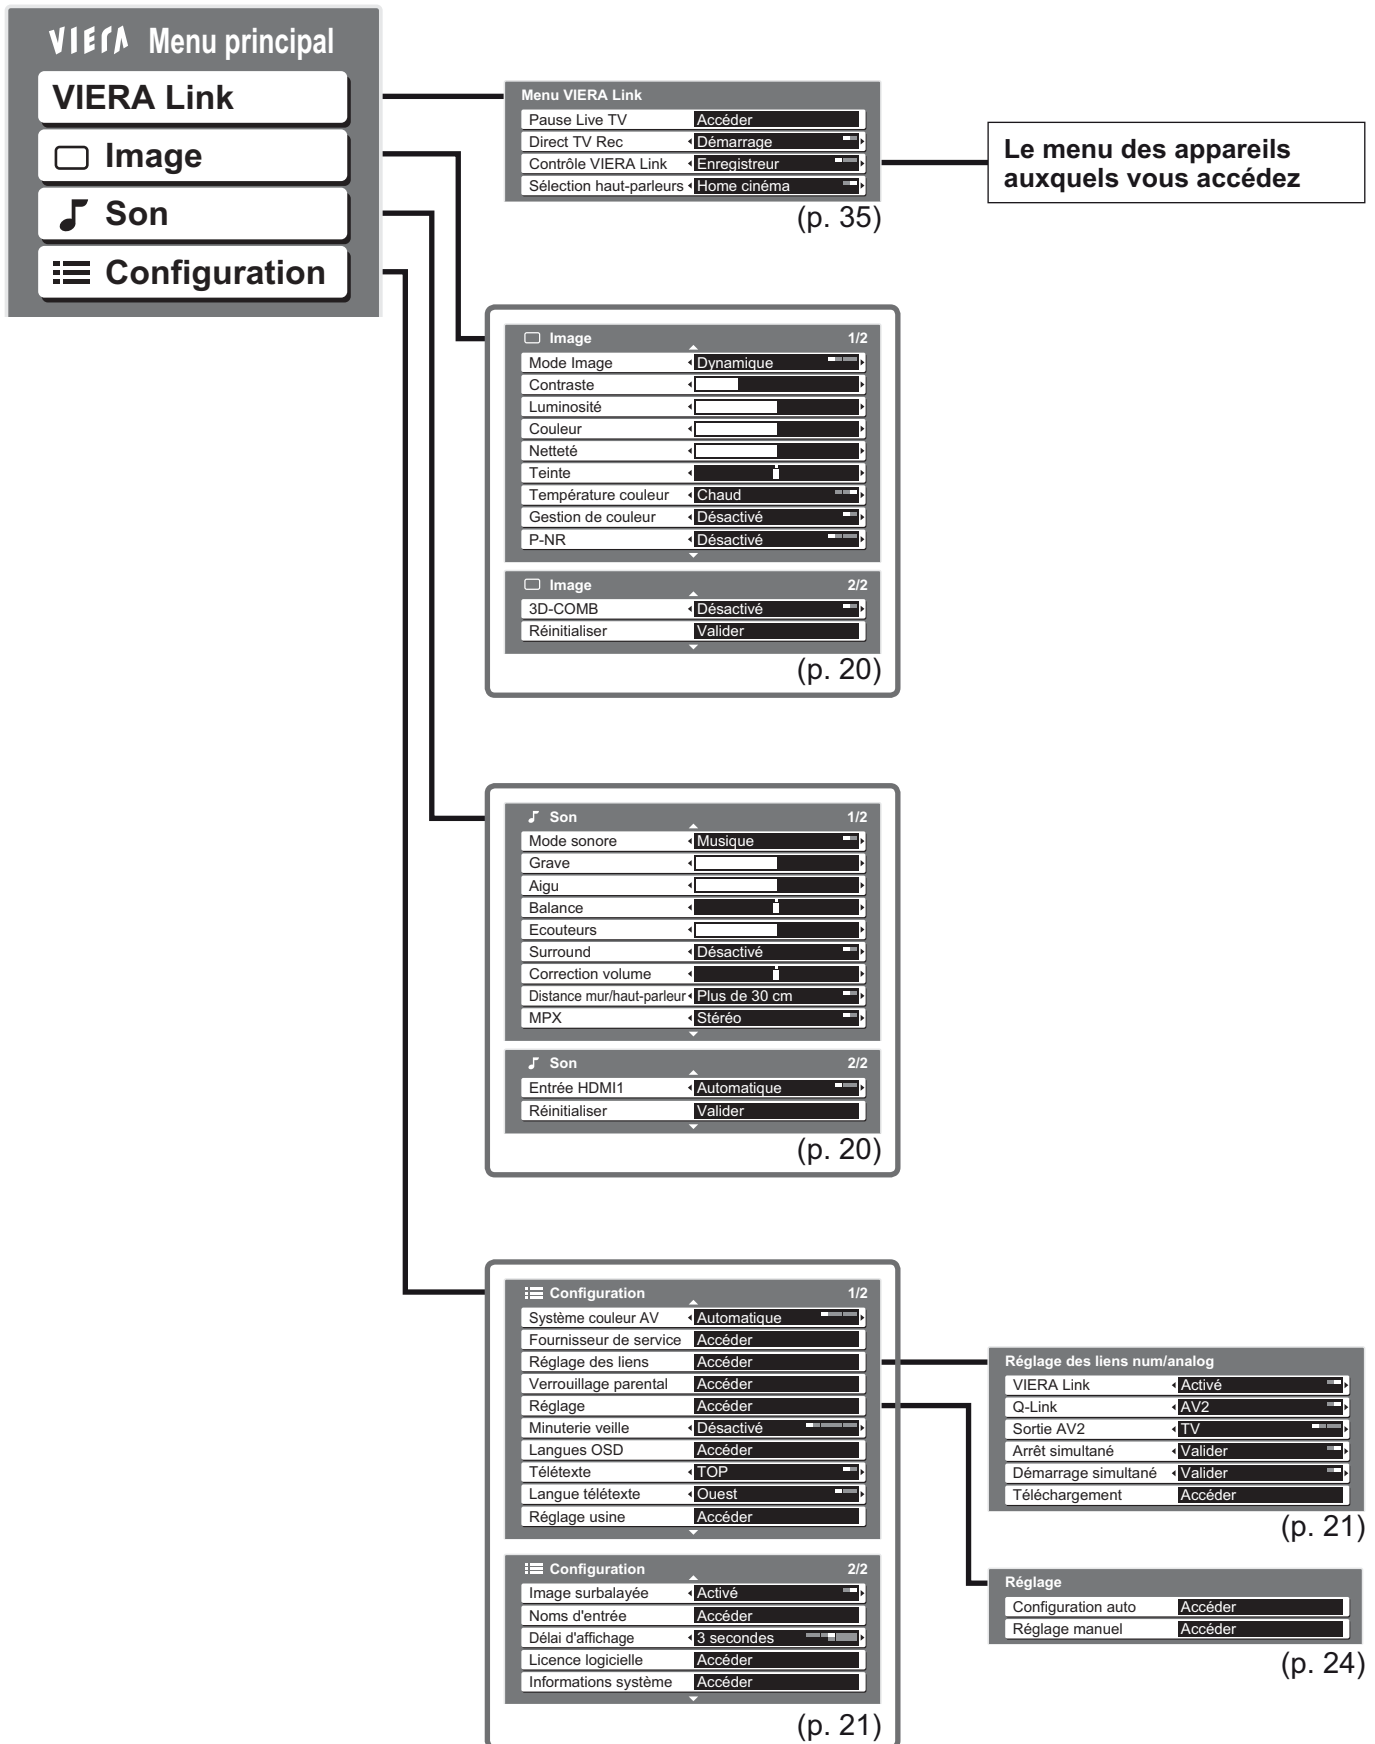 VIERA Menu principal
VIERA Link
Image
Son
Configuration
Menu VIERA Link
Pause Live TV Accéder
Direct TV Rec Démarrage
Contrôle VIERA Link Enregistreur
Sélection haut-parleurs Home cinéma
(p. 35)
Le menu des appareils
auxquels vous accédez
Image 1/2
Mode Image Dynamique
Contraste
Luminosité
Couleur
Netteté
Teinte
Température couleur Chaud
Gestion de couleur Désactivé
P-NR Désactivé
Image 2/2
3D-COMB Désactivé
Réinitialiser Valider
(p. 20)
Son 1/2
Mode sonore Musique
Grave
Aigu
Balance
Ecouteurs
Surround Désactivé
Correction volume
Distance mur/haut-parleur Plus de 30 cm
MPX Stéréo
Son 2/2
Entrée HDMI1 Automatique
Réinitialiser Valider
(p. 20)
Configuration 1/2
Système couleur AV Automatique
Fournisseur de service Accéder
Réglage des liens Accéder
Verrouillage parental Accéder
Réglage Accéder
Minuterie veille Désactivé
Langues OSD Accéder
Télétexte TOP
Langue télétexte Ouest
Réglage usine Accéder
Configuration 2/2
Image surbalayée Activé
Noms d'entrée Accéder
Délai d'affichage 3 secondes
Licence logicielle Accéder
Informations système Accéder
(p. 21)
Réglage des liens num/analog
VIERA Link Activé
Q-Link AV2
Sortie AV2 TV
Arrêt simultané Valider
Démarrage simultané Valider
Téléchargement Accéder
(p. 21)
Réglage
Configuration auto Accéder
Réglage manuel Accéder
(p. 24)